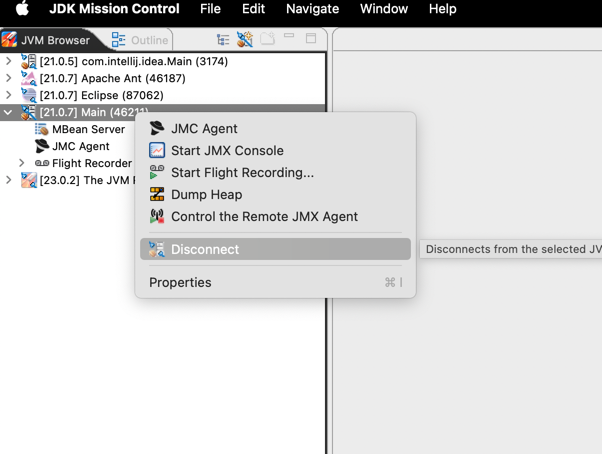 JDK Mission Control File Edit Navigate Window Help
JVM Browser Outline
[21.0.5] com.intellij.idea.Main (3174)
[21.0.7] Apache Ant (46187)
[21.0.7] Eclipse (87062)
[21.0.7] Main (46211)
MBean Server
JMC Agent
Flight Recorder
[23.0.2] The JVM
JMC Agent
Start JMX Console
Start Flight Recording...
Dump Heap
Control the Remote JMX Agent
Disconnect
Properties ⌘ I
Disconnects from the selected JV